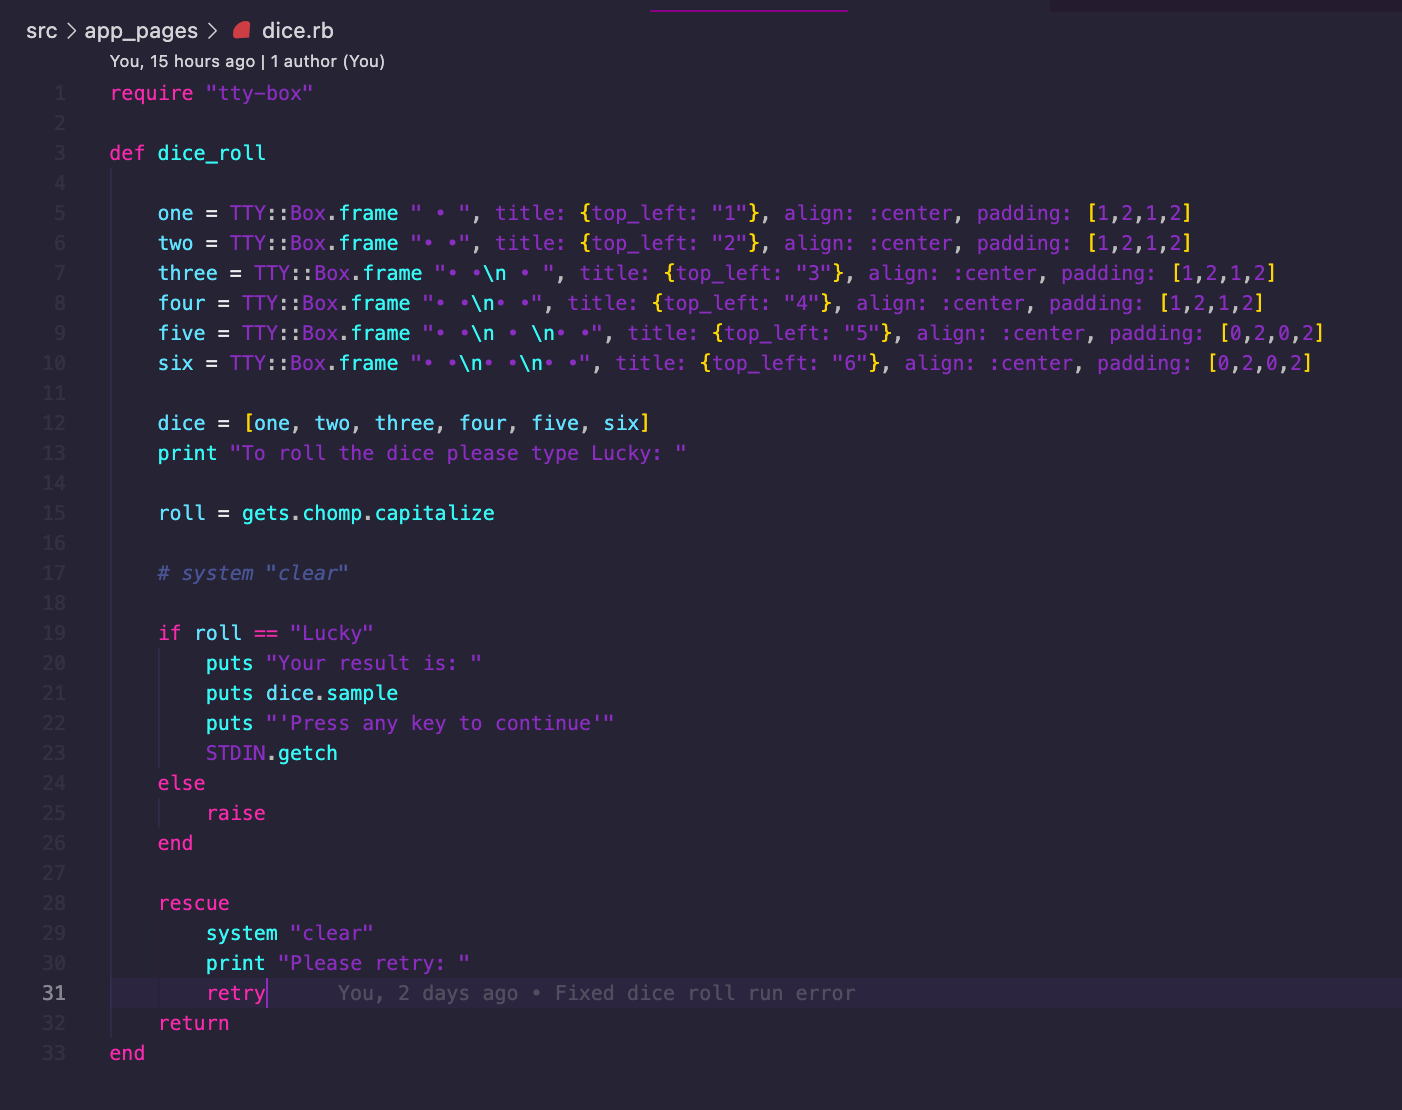 src > app_pages > dice.rb
You, 15 hours ago | 1 author (You)
1 require "tty-box"
2
3 def dice_roll
4
5     one = TTY::Box.frame " • ", title: {top_left: "1"}, align: :center, padding: [1,2,1,2]
6     two = TTY::Box.frame "• •", title: {top_left: "2"}, align: :center, padding: [1,2,1,2]
7     three = TTY::Box.frame "• •\n • ", title: {top_left: "3"}, align: :center, padding: [1,2,1,2]
8     four = TTY::Box.frame "• •\n• •", title: {top_left: "4"}, align: :center, padding: [1,2,1,2]
9     five = TTY::Box.frame "• •\n • \n• •", title: {top_left: "5"}, align: :center, padding: [0,2,0,2]
10     six = TTY::Box.frame "• •\n• •\n• •", title: {top_left: "6"}, align: :center, padding: [0,2,0,2]
11
12     dice = [one, two, three, four, five, six]
13     print "To roll the dice please type Lucky: "
14
15     roll = gets.chomp.capitalize
16
17     # system "clear"
18
19     if roll == "Lucky"
20         puts "Your result is: "
21         puts dice.sample
22         puts "'Press any key to continue'"
23         STDIN.getch
24     else
25         raise
26     end
27
28     rescue
29         system "clear"
30         print "Please retry: "
31         retry      You, 2 days ago • Fixed dice roll run error
32     return
33 end